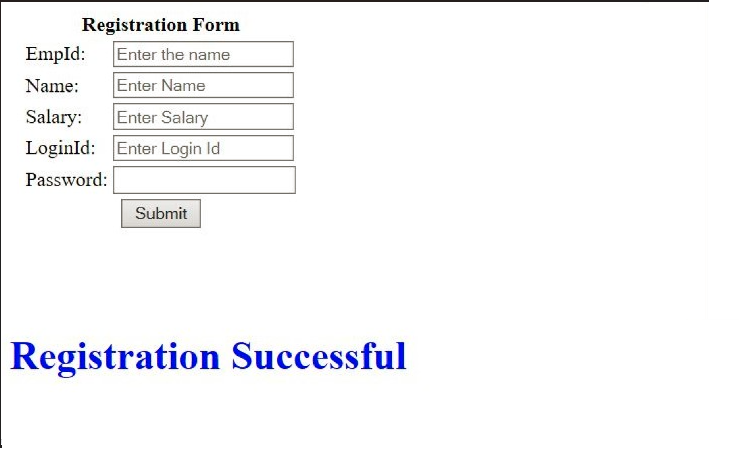 Registration Form
EmpId: Enter the name
Name: Enter Name
Salary: Enter Salary
LoginId: Enter Login Id
Password:
Submit
Registration Successful